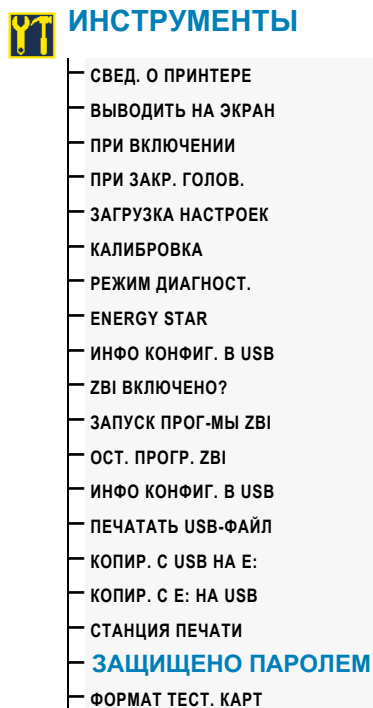 ИНСТРУМЕНТЫ
СВЕД. О ПРИНТЕРЕ
ВЫВОДИТЬ НА ЭКРАН
ПРИ ВКЛЮЧЕНИИ
ПРИ ЗАКР. ГОЛОВ.
ЗАГРУЗКА НАСТРОЕК
КАЛИБРОВКА
РЕЖИМ ДИАГНОСТ.
ENERGY STAR
ИНФО КОНФИГ. В USB
ZBI ВКЛЮЧЕНО?
ЗАПУСК ПРОГ-МЫ ZBI
ОСТ. ПРОГР. ZBI
ИНФО КОНФИГ. В USB
ПЕЧАТАТЬ USB-ФАЙЛ
КОПИР. С USB НА E:
КОПИР. С E: НА USB
СТАНЦИЯ ПЕЧАТИ
ЗАЩИЩЕНО ПАРОЛЕМ
ФОРМАТ ТЕСТ. КАРТ